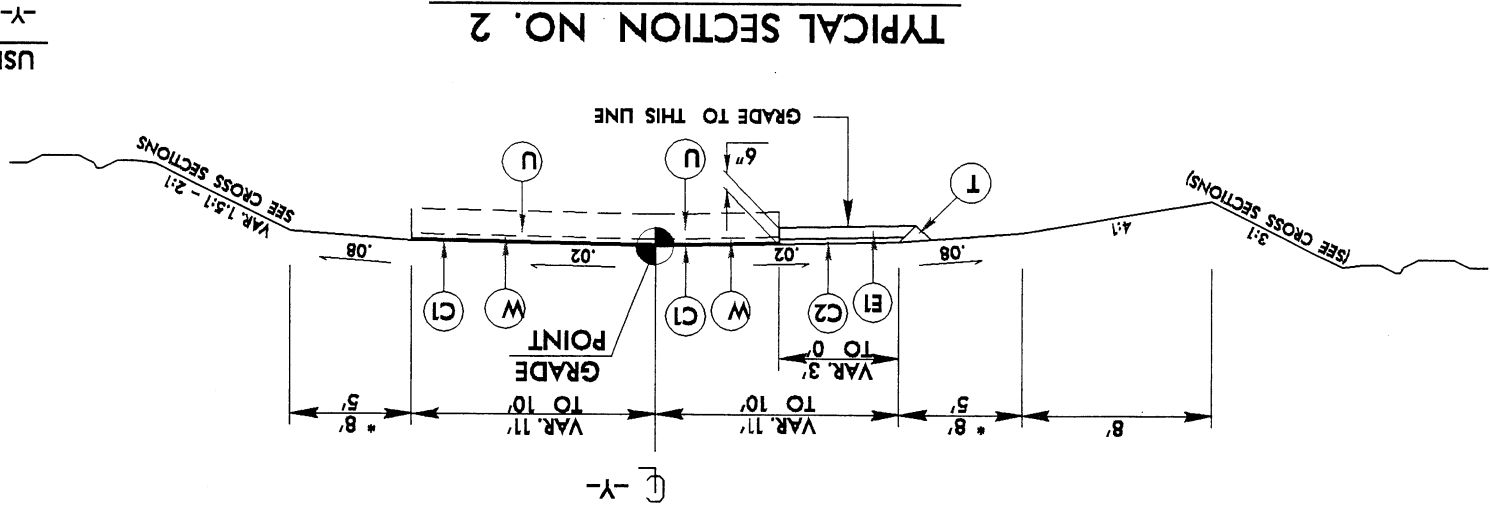 ℄ -Y-
* 8'
5'
VAR. 11'
TO 10'
VAR. 11'
TO 10'
* 8'
5'
8'
GRADE
POINT
VAR. 3'
TO 0'
C1
W
C1
W
C2
E1
.08
.02
.02
.08
VAR. 1.5:1 - 2:1
SEE CROSS SECTIONS
4:1
3:1
(SEE CROSS SECTIONS)
U
U
6"
T
GRADE TO THIS LINE
TYPICAL SECTION NO. 2
-Y-